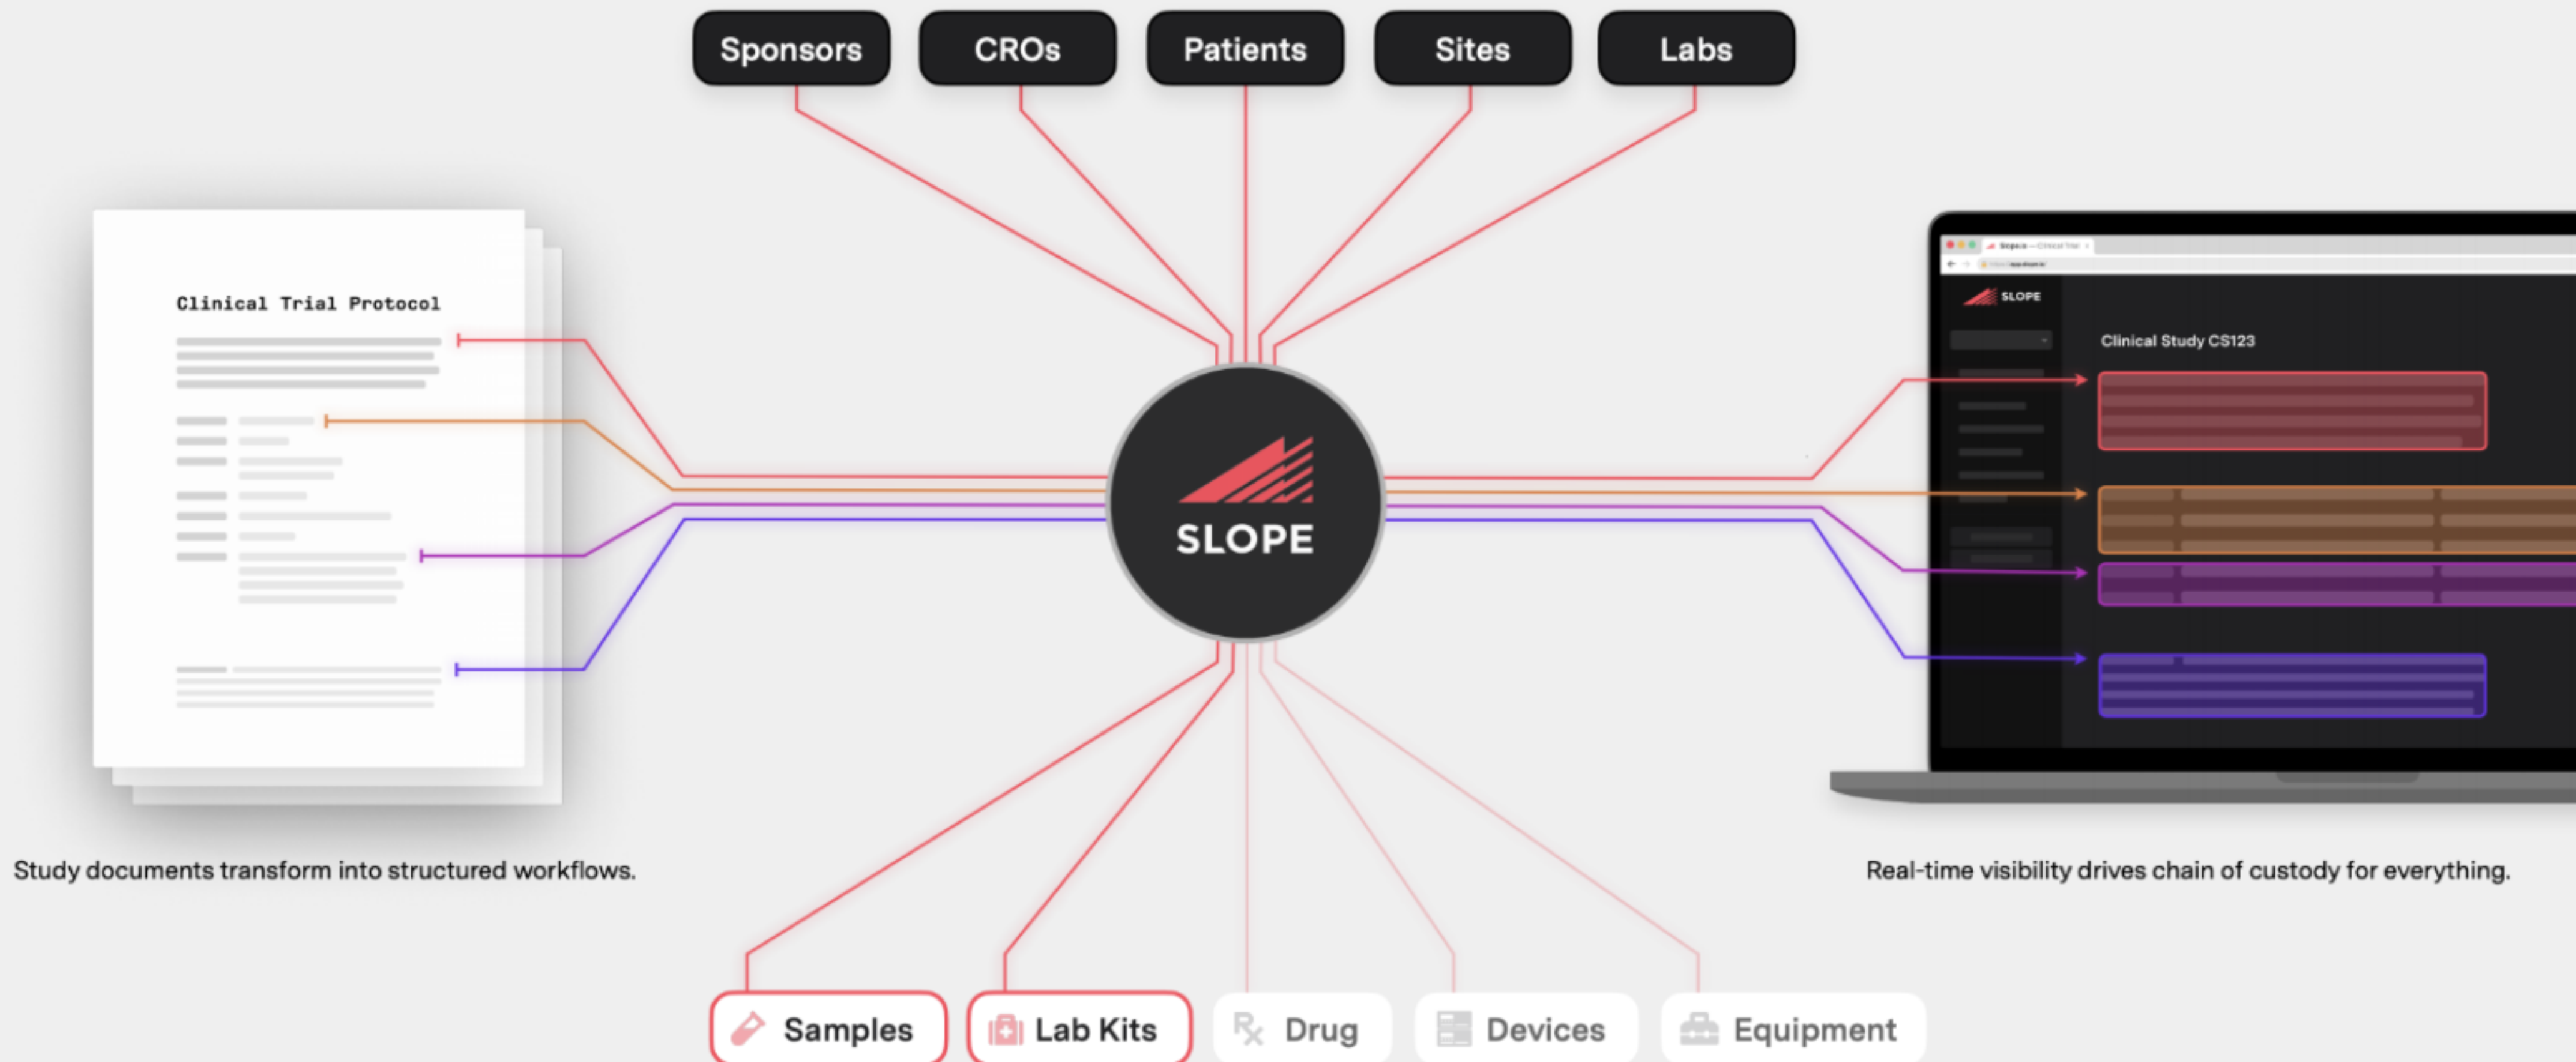 Sponsors
CROs
Patients
Sites
Labs
Clinical Trial Protocol
SLOPE
Clinical Study CS123
SLOPE
Study documents transform into structured workflows.
Real-time visibility drives chain of custody for everything.
Samples
Lab Kits
Rx Drug
Devices
Equipment